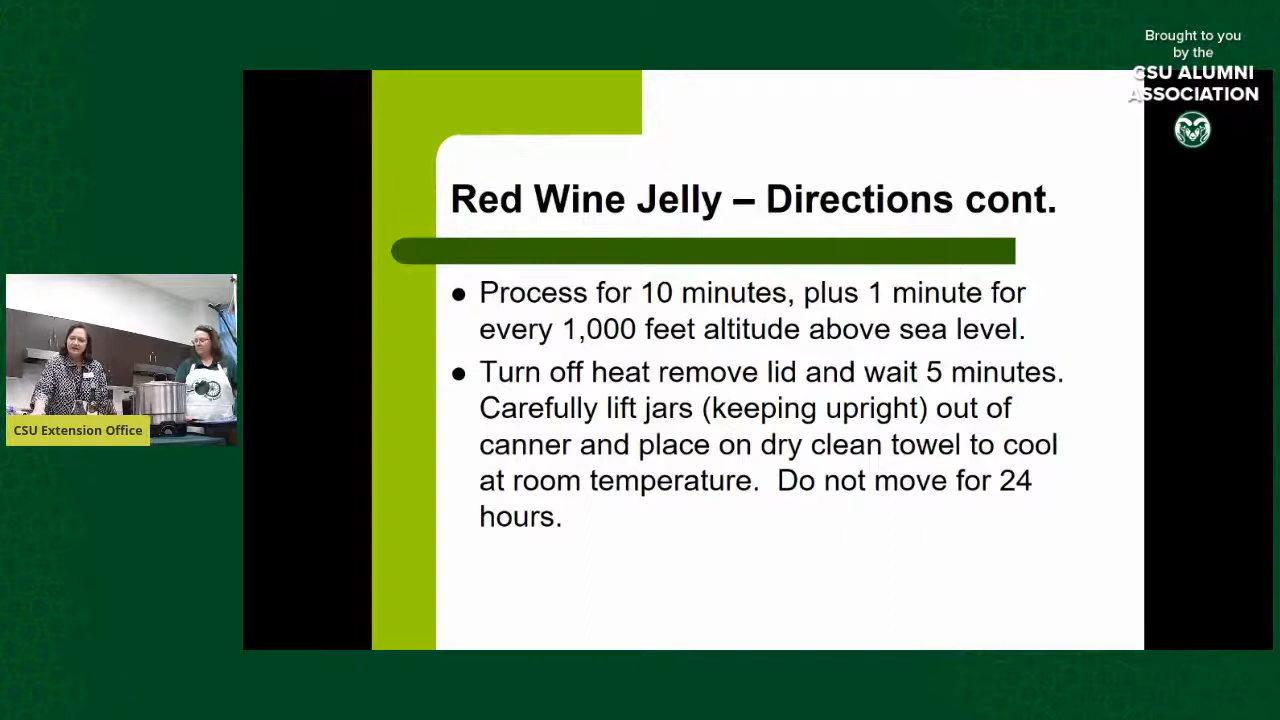 Brought to you
by the
CSU ALUMNI
ASSOCIATION
Red Wine Jelly – Directions cont.
● Process for 10 minutes, plus 1 minute for
every 1,000 feet altitude above sea level.
● Turn off heat remove lid and wait 5 minutes.
Carefully lift jars (keeping upright) out of
canner and place on dry clean towel to cool
at room temperature.  Do not move for 24
hours.
CSU Extension Office